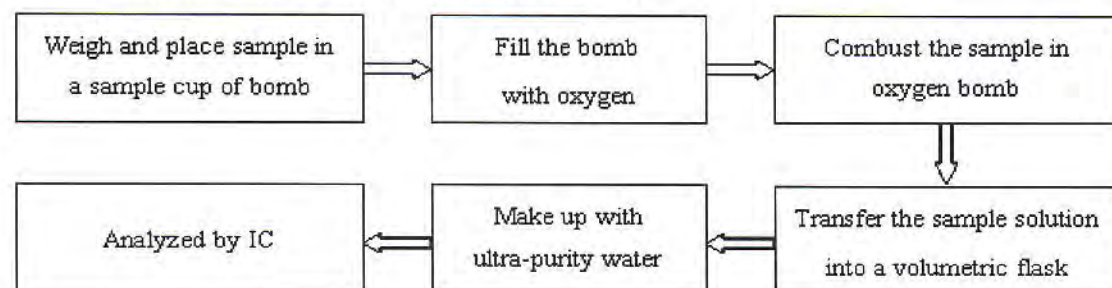 Weigh and place sample in
a sample cup of bomb
Fill the bomb
with oxygen
Combust the sample in
oxygen bomb
Transfer the sample solution
into a volumetric flask
Make up with
ultra-purity water
Analyzed by IC